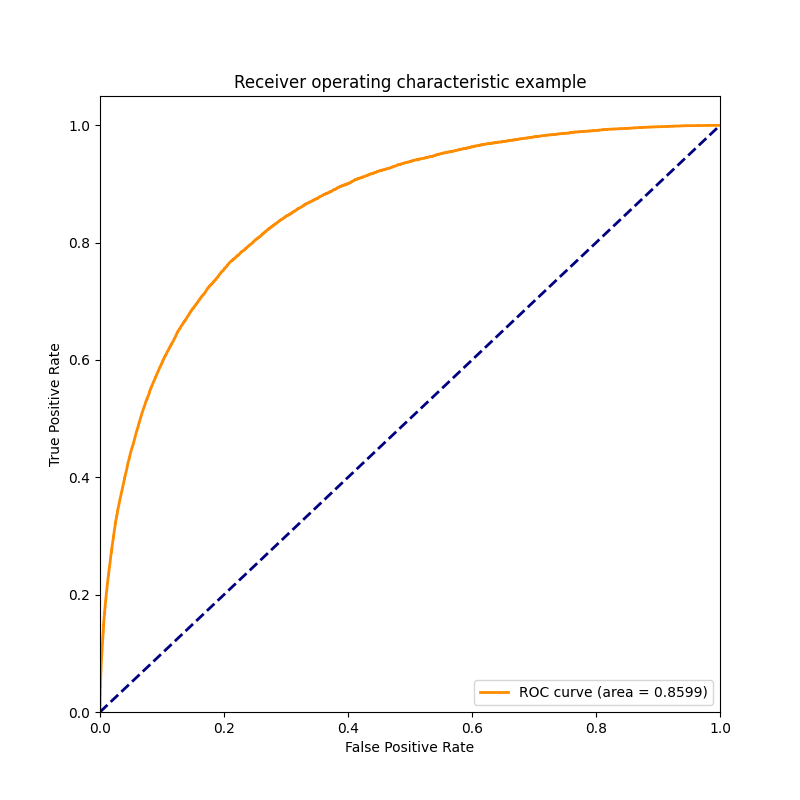 Receiver operating characteristic example
True Positive Rate
1.0
0.8
0.6
0.4
0.2
0.0
ROC curve (area = 0.8599)
0.0 0.2 0.4 0.6 0.8 1.0
False Positive Rate